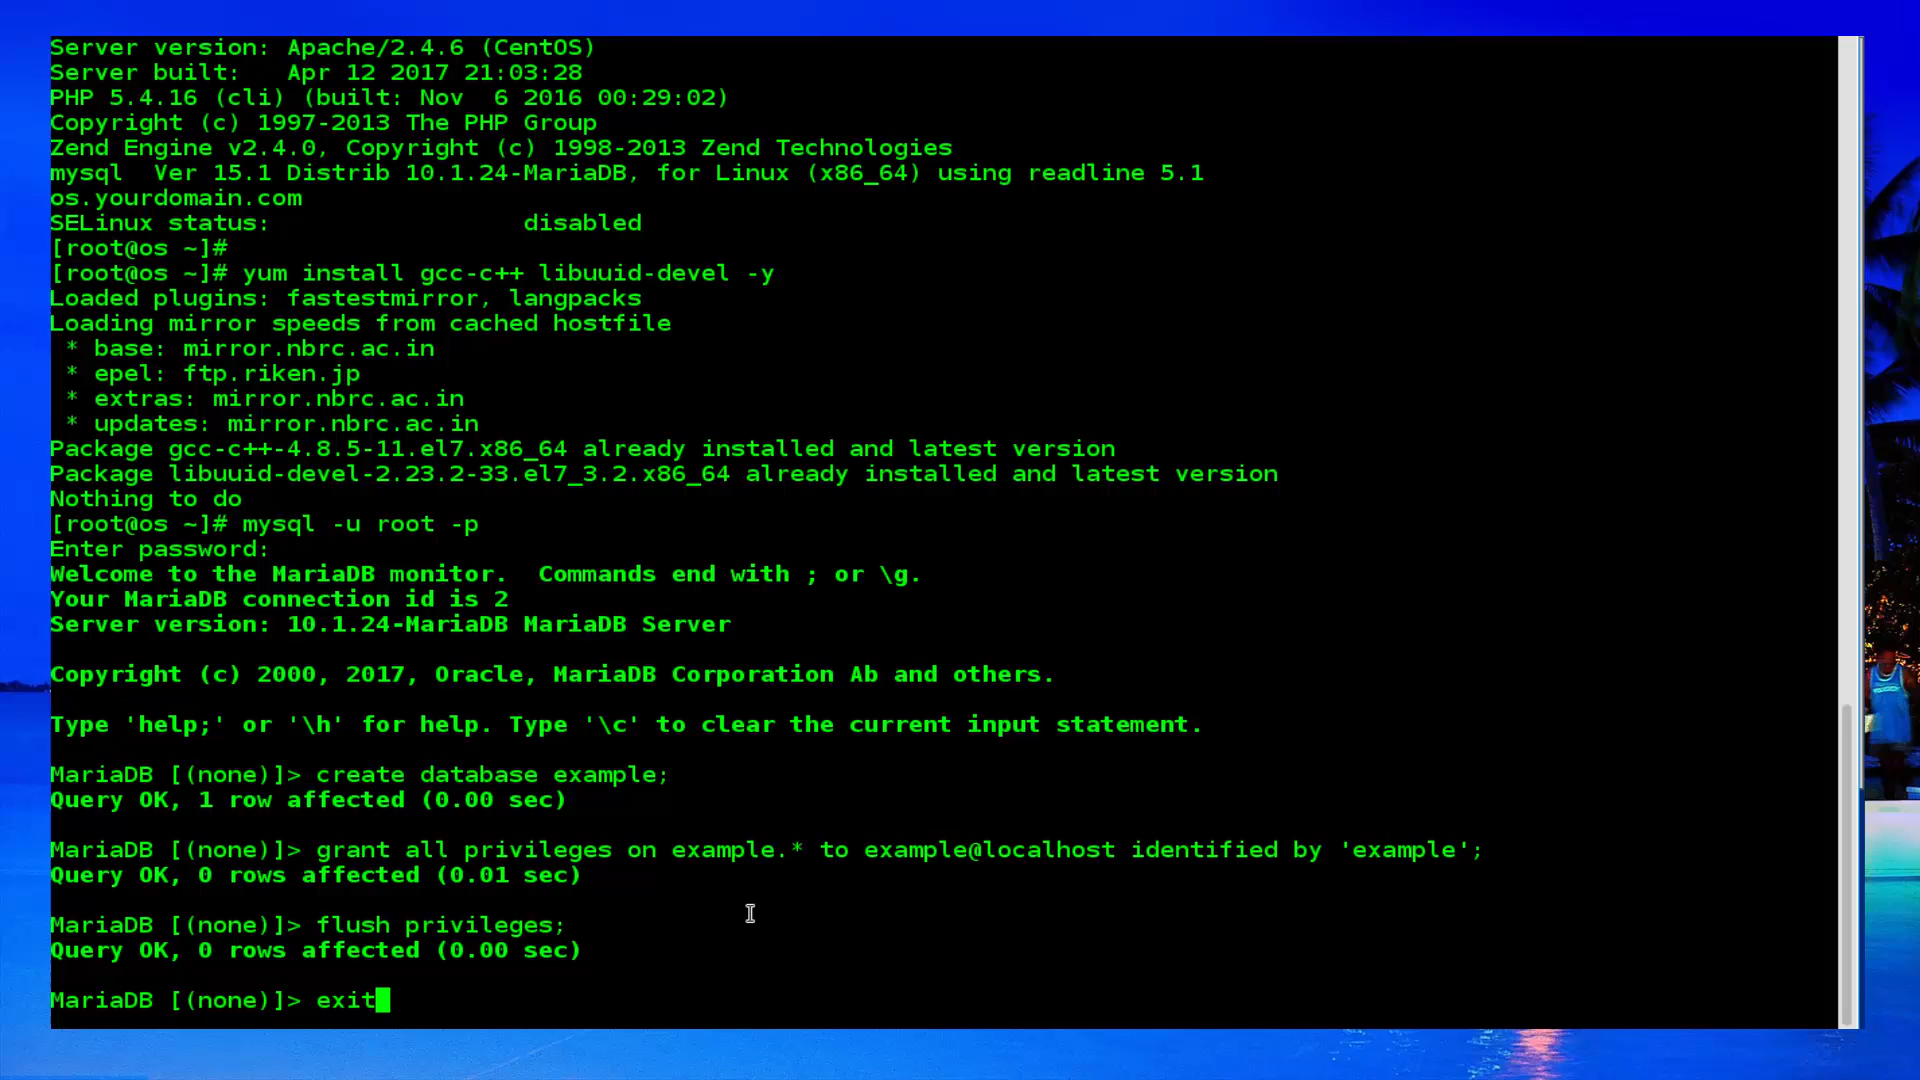 Server version: Apache/2.4.6 (CentOS)
Server built:   Apr 12 2017 21:03:28
PHP 5.4.16 (cli) (built: Nov  6 2016 00:29:02)
Copyright (c) 1997-2013 The PHP Group
Zend Engine v2.4.0, Copyright (c) 1998-2013 Zend Technologies
mysql  Ver 15.1 Distrib 10.1.24-MariaDB, for Linux (x86_64) using readline 5.1
os.yourdomain.com
SELinux status:                 disabled
[root@os ~]#
[root@os ~]# yum install gcc-c++ libuuid-devel -y
Loaded plugins: fastestmirror, langpacks
Loading mirror speeds from cached hostfile
 * base: mirror.nbrc.ac.in
 * epel: ftp.riken.jp
 * extras: mirror.nbrc.ac.in
 * updates: mirror.nbrc.ac.in
Package gcc-c++-4.8.5-11.el7.x86_64 already installed and latest version
Package libuuid-devel-2.23.2-33.el7_3.2.x86_64 already installed and latest version
Nothing to do
[root@os ~]# mysql -u root -p
Enter password:
Welcome to the MariaDB monitor.  Commands end with ; or \g.
Your MariaDB connection id is 2
Server version: 10.1.24-MariaDB MariaDB Server
Copyright (c) 2000, 2017, Oracle, MariaDB Corporation Ab and others.
Type 'help;' or '\h' for help. Type '\c' to clear the current input statement.
MariaDB [(none)]> create database example;
Query OK, 1 row affected (0.00 sec)
MariaDB [(none)]> grant all privileges on example.* to example@localhost identified by 'example';
Query OK, 0 rows affected (0.01 sec)
MariaDB [(none)]> flush privileges;
Query OK, 0 rows affected (0.00 sec)
MariaDB [(none)]> exit